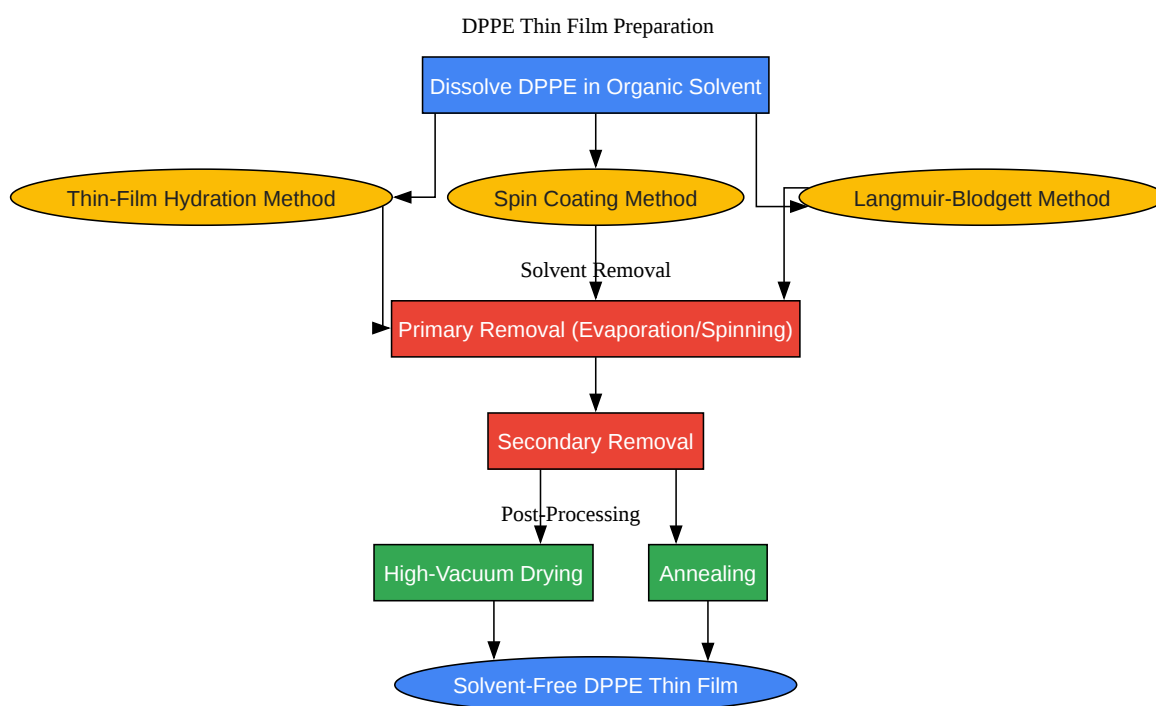 DPPE Thin Film Preparation
Dissolve DPPE in Organic Solvent
Thin-Film Hydration Method
Spin Coating Method
Langmuir-Blodgett Method
Solvent Removal
Primary Removal (Evaporation/Spinning)
Secondary Removal
Post-Processing
High-Vacuum Drying
Annealing
Solvent-Free DPPE Thin Film